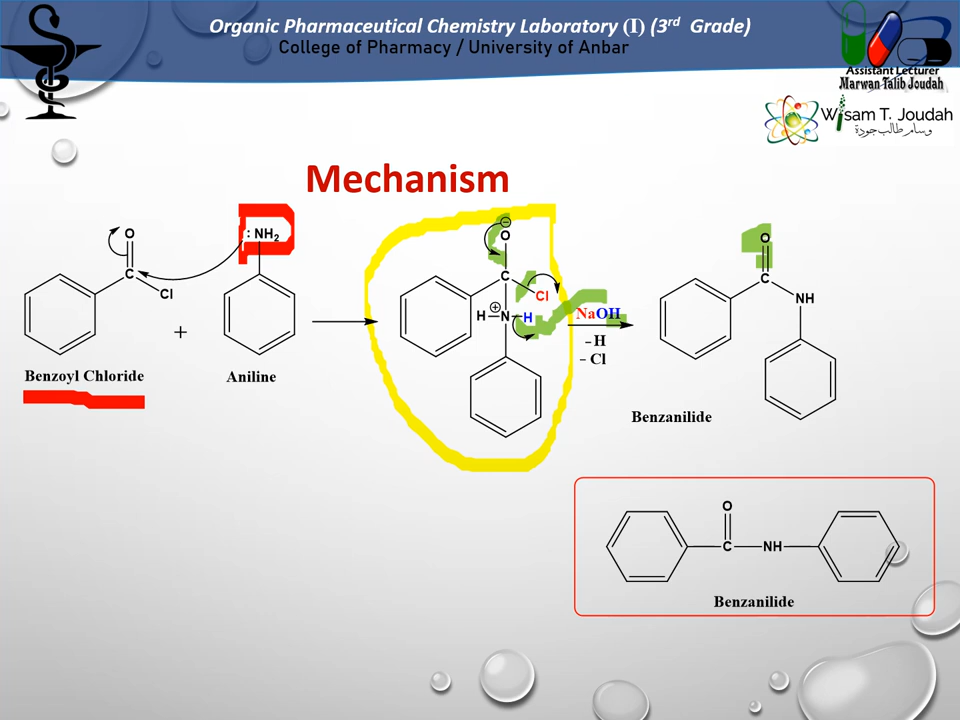 Organic Pharmaceutical Chemistry Laboratory (I) (3rd Grade)
College of Pharmacy / University of Anbar
Assistant Lecturer
Marwan Talib Joudah
Wisam T. Joudah
وسام طالب جودة
Mechanism
O
C
Cl
+
: NH2
Benzoyl Chloride
Aniline
⊖
O
C
Cl
⊕
H–N–H
NaOH
– H
– Cl
O
C
NH
Benzanilide
O
C
NH
Benzanilide